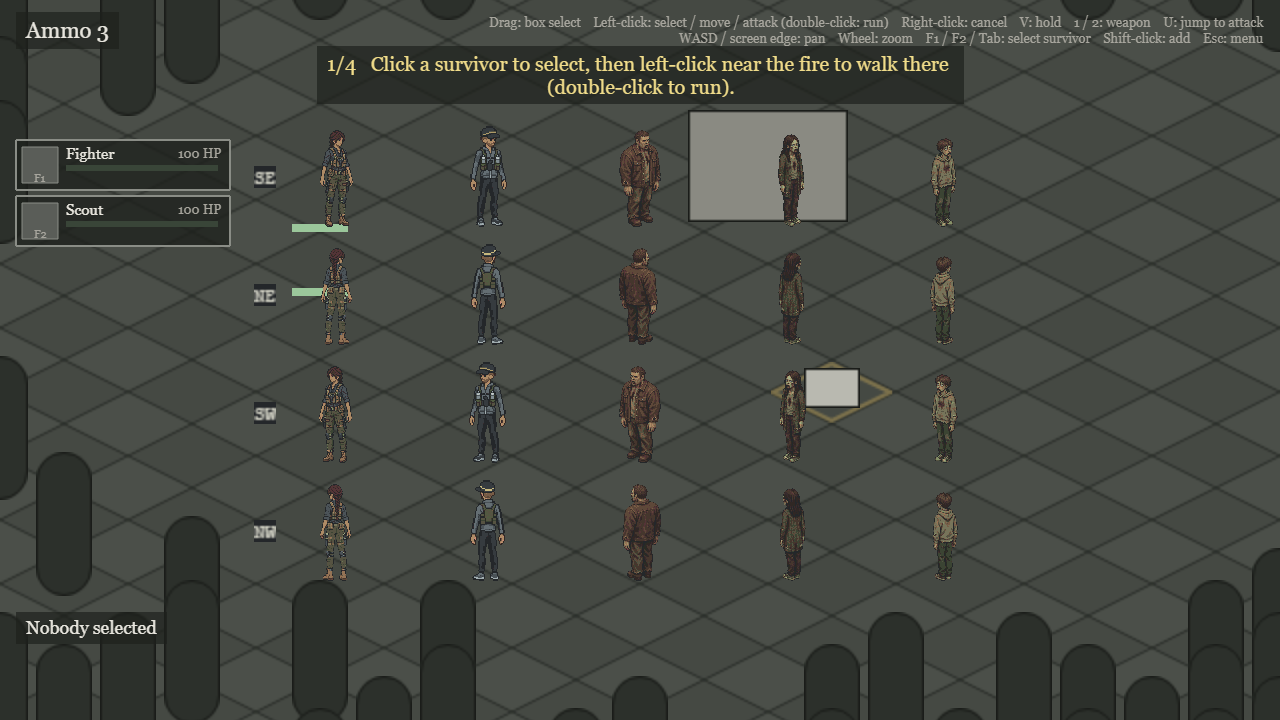 Ammo 3
Drag: box select Left-click: select / move / attack (double-click: run) Right-click: cancel V: hold 1 / 2: weapon U: jump to attack
WASD / screen edge: pan Wheel: zoom F1 / F2 / Tab: select survivor Shift-click: add Esc: menu
1/4 Click a survivor to select, then left-click near the fire to walk there
(double-click to run).
Fighter 100 HP
F1
Scout 100 HP
F2
SE
NE
SW
NW
Nobody selected